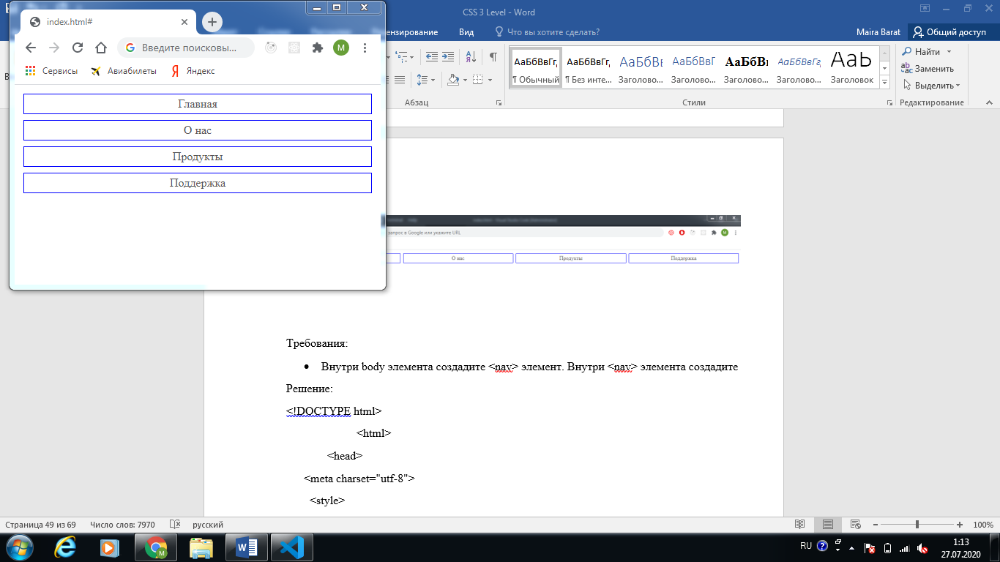 index.html#
Введите поисковы...
M
Сервисы
Авиабилеты
Яндекс
Главная
О нас
Продукты
Поддержка
CSS 3 Level - Word
ензирование
Вид
Что вы хотите сделать?
Maira Barat
Общий доступ
АаБбВвГг,
АаБбВвГг,
АаБбВв
АаБбВвГ
АаБбВ
АаБбВвГг
АаЬ
¶ Обычный
¶ Без инте...
Заголово...
Заголово...
Заголово...
Заголово...
Заголовок
Найти
Заменить
Выделить
Абзац
Стили
Редактирование
запрос в Google или укажите URL
О нас
Продукты
Поддержка
Требования:
Внутри body элемента создадите <nav> элемент. Внутри <nav> элемента создадите
Решение:
<!DOCTYPE html>
<html>
<head>
<meta charset="utf-8">
<style>
Страница 49 из 69
Число слов: 7970
русский
100%
RU
1:13
27.07.2020